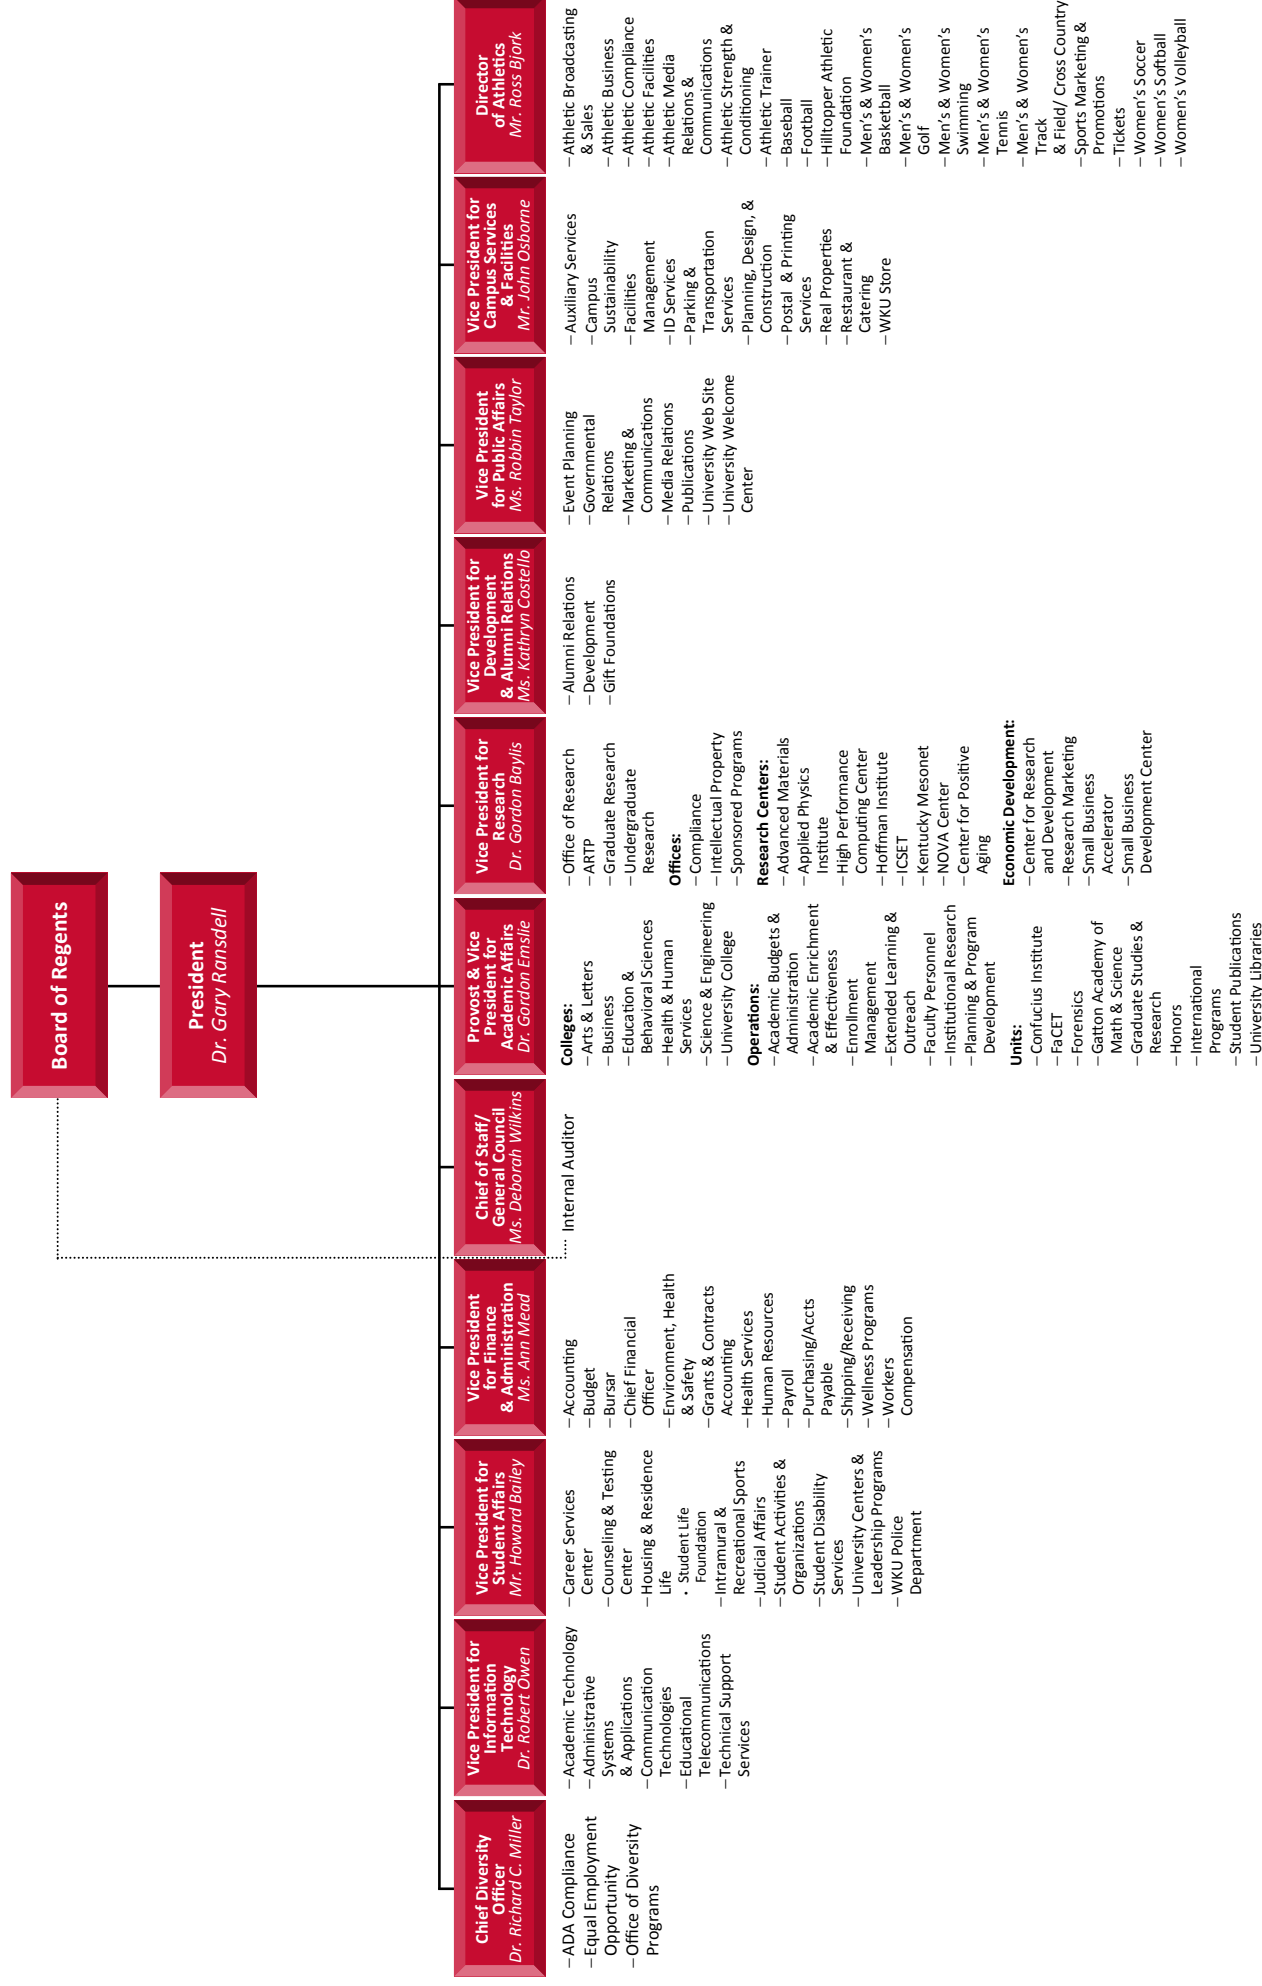 Board of Regents
President
Dr. Gary Ransdell
Chief Diversity
Officer
Dr. Richard C. Miller
– ADA Compliance
– Equal Employment
Opportunity
– Office of Diversity
Programs
Vice President for
Information
Technology
Dr. Robert Owen
– Academic Technology
– Administrative
Systems
& Applications
– Communication
Technologies
– Educational
Telecommunications
– Technical Support
Services
Vice President for
Student Affairs
Mr. Howard Bailey
– Career Services
Center
– Counseling & Testing
Center
– Housing & Residence
Life
• Student Life
Foundation
– Intramural &
Recreational Sports
– Judicial Affairs
– Student Activities &
Organizations
– Student Disability
Services
– University Centers &
Leadership Programs
– WKU Police
Department
Vice President
for Finance
& Administration
Ms. Ann Mead
– Accounting
– Budget
– Bursar
– Chief Financial
Officer
– Environment, Health
& Safety
– Grants & Contracts
Accounting
– Health Services
– Human Resources
– Payroll
– Purchasing/Accts
Payable
– Shipping/Receiving
– Wellness Programs
– Workers
Compensation
Chief of Staff/
General Council
Ms. Deborah Wilkins
Internal Auditor
Provost & Vice
President for
Academic Affairs
Dr. Gordon Emslie
Colleges:
– Arts & Letters
– Business
– Education &
Behavioral Sciences
– Health & Human
Services
– Science & Engineering
– University College
Operations:
– Academic Budgets &
Administration
– Academic Enrichment
& Effectiveness
– Enrollment
Management
– Extended Learning &
Outreach
– Faculty Personnel
– Institutional Research
– Planning & Program
Development
Units:
– Confucius Institute
– FaCET
– Forensics
– Gatton Academy of
Math & Science
– Graduate Studies &
Research
– Honors
– International
Programs
– Student Publications
– University Libraries
Vice President for
Research
Dr. Gordon Baylis
– Office of Research
– ARTP
– Graduate Research
– Undergraduate
Research
Offices:
– Compliance
– Intellectual Property
– Sponsored Programs
Research Centers:
– Advanced Materials
– Applied Physics
Institute
– High Performance
Computing Center
– Hoffman Institute
– ICSET
– Kentucky Mesonet
– NOVA Center
– Center for Positive
Aging
Economic Development:
– Center for Research
and Development
– Research Marketing
– Small Business
Accelerator
– Small Business
Development Center
Vice President for
Development
& Alumni Relations
Ms. Kathryn Costello
– Alumni Relations
– Development
– Gift Foundations
Vice President
for Public Affairs
Ms. Robbin Taylor
– Event Planning
– Governmental
Relations
– Marketing &
Communications
– Media Relations
– Publications
– University Web Site
– University Welcome
Center
Vice President for
Campus Services
& Facilities
Mr. John Osborne
– Auxiliary Services
– Campus
Sustainability
– Facilities
Management
– ID Services
– Parking &
Transportation
Services
– Planning, Design, &
Construction
– Postal & Printing
Services
– Real Properties
– Restaurant &
Catering
– WKU Store
Director
of Athletics
Mr. Ross Bjork
– Athletic Broadcasting
& Sales
– Athletic Business
– Athletic Compliance
– Athletic Facilities
– Athletic Media
Relations &
Communications
– Athletic Strength &
Conditioning
– Athletic Trainer
– Baseball
– Football
– Hilltopper Athletic
Foundation
– Men's & Women's
Basketball
– Men's & Women's
Golf
– Men's & Women's
Swimming
– Men's & Women's
Tennis
– Men's & Women's
Track
& Field/ Cross Country
– Sports Marketing &
Promotions
– Tickets
– Women's Soccer
– Women's Softball
– Women's Volleyball